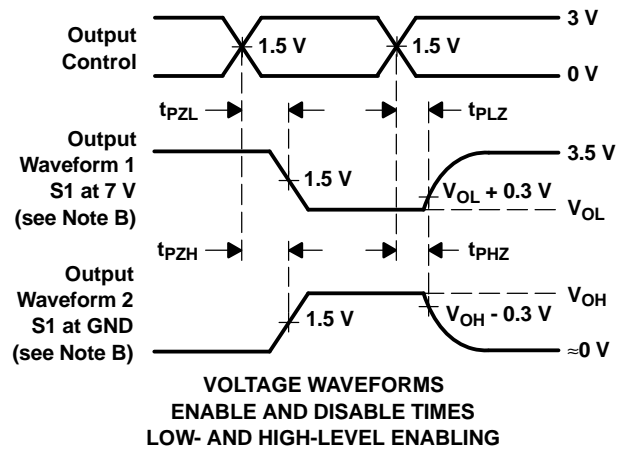 Output
Control
1.5 V
1.5 V
3 V
0 V
tPZL
tPLZ
Output
Waveform 1
S1 at 7 V
(see Note B)
1.5 V
3.5 V
VOL + 0.3 V
VOL
tPZH
tPHZ
Output
Waveform 2
S1 at GND
(see Note B)
1.5 V
VOH
VOH - 0.3 V
≈0 V
VOLTAGE WAVEFORMS
ENABLE AND DISABLE TIMES
LOW- AND HIGH-LEVEL ENABLING